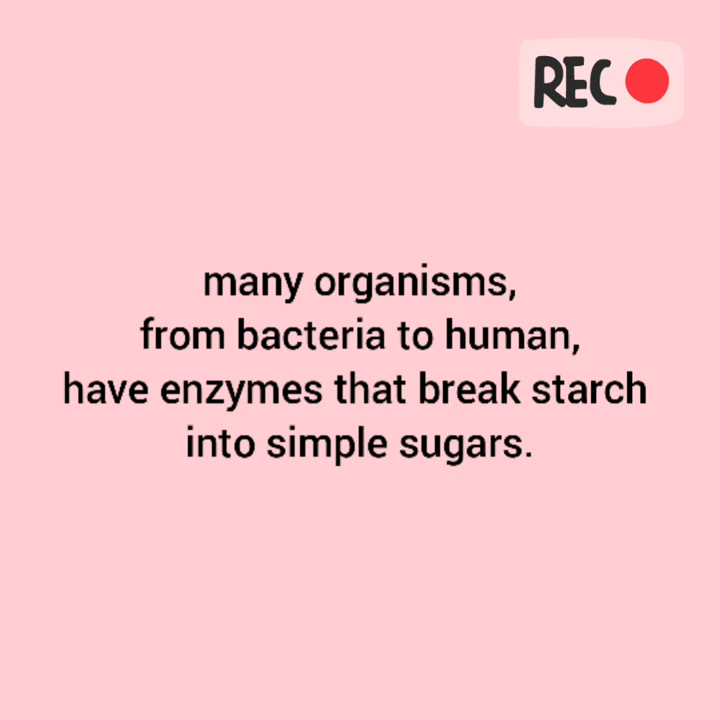 REC
many organisms,
from bacteria to human,
have enzymes that break starch
into simple sugars.